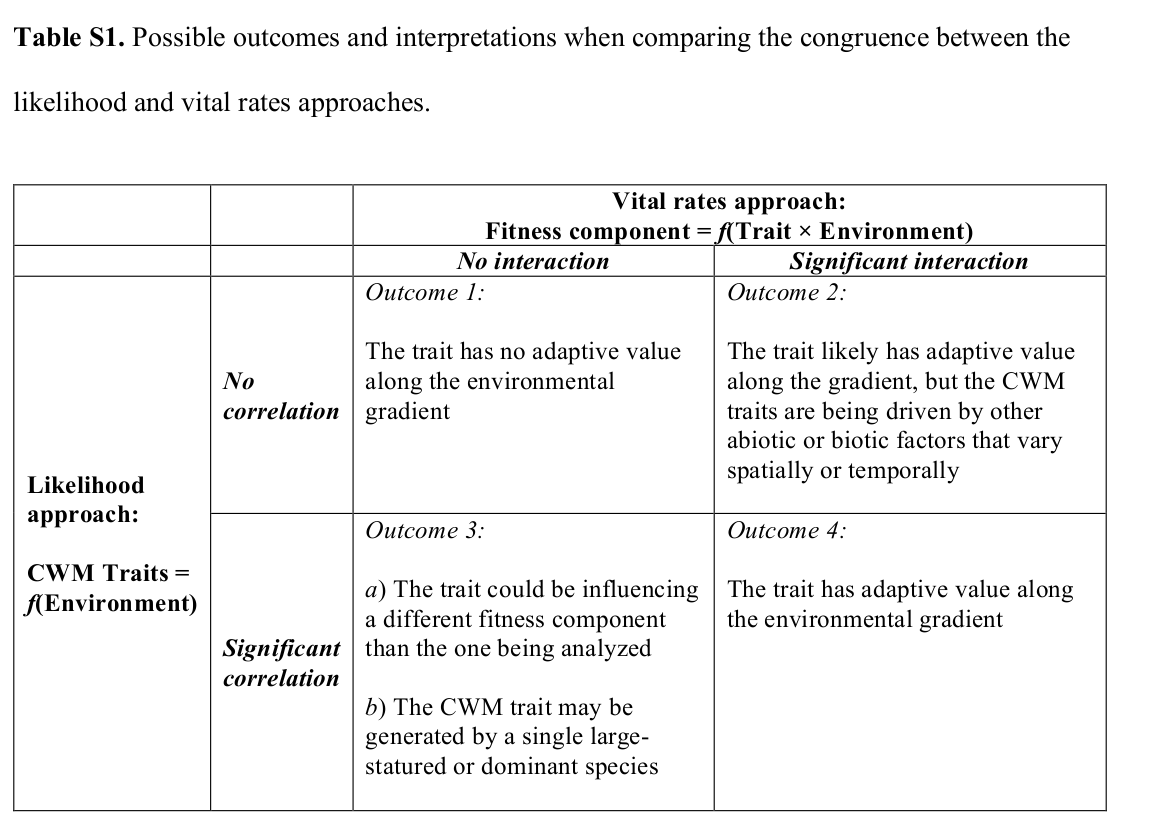 Table S1. Possible outcomes and interpretations when comparing the congruence between the
likelihood and vital rates approaches.
Vital rates approach:
Fitness component = f(Trait × Environment)
No interaction
Significant interaction
Likelihood
approach:
CWM Traits =
f(Environment)
No
correlation
Outcome 1:
The trait has no adaptive value
along the environmental
gradient
Outcome 2:
The trait likely has adaptive value
along the gradient, but the CWM
traits are being driven by other
abiotic or biotic factors that vary
spatially or temporally
Significant
correlation
Outcome 3:
a) The trait could be influencing
a different fitness component
than the one being analyzed
b) The CWM trait may be
generated by a single large-
statured or dominant species
Outcome 4:
The trait has adaptive value along
the environmental gradient